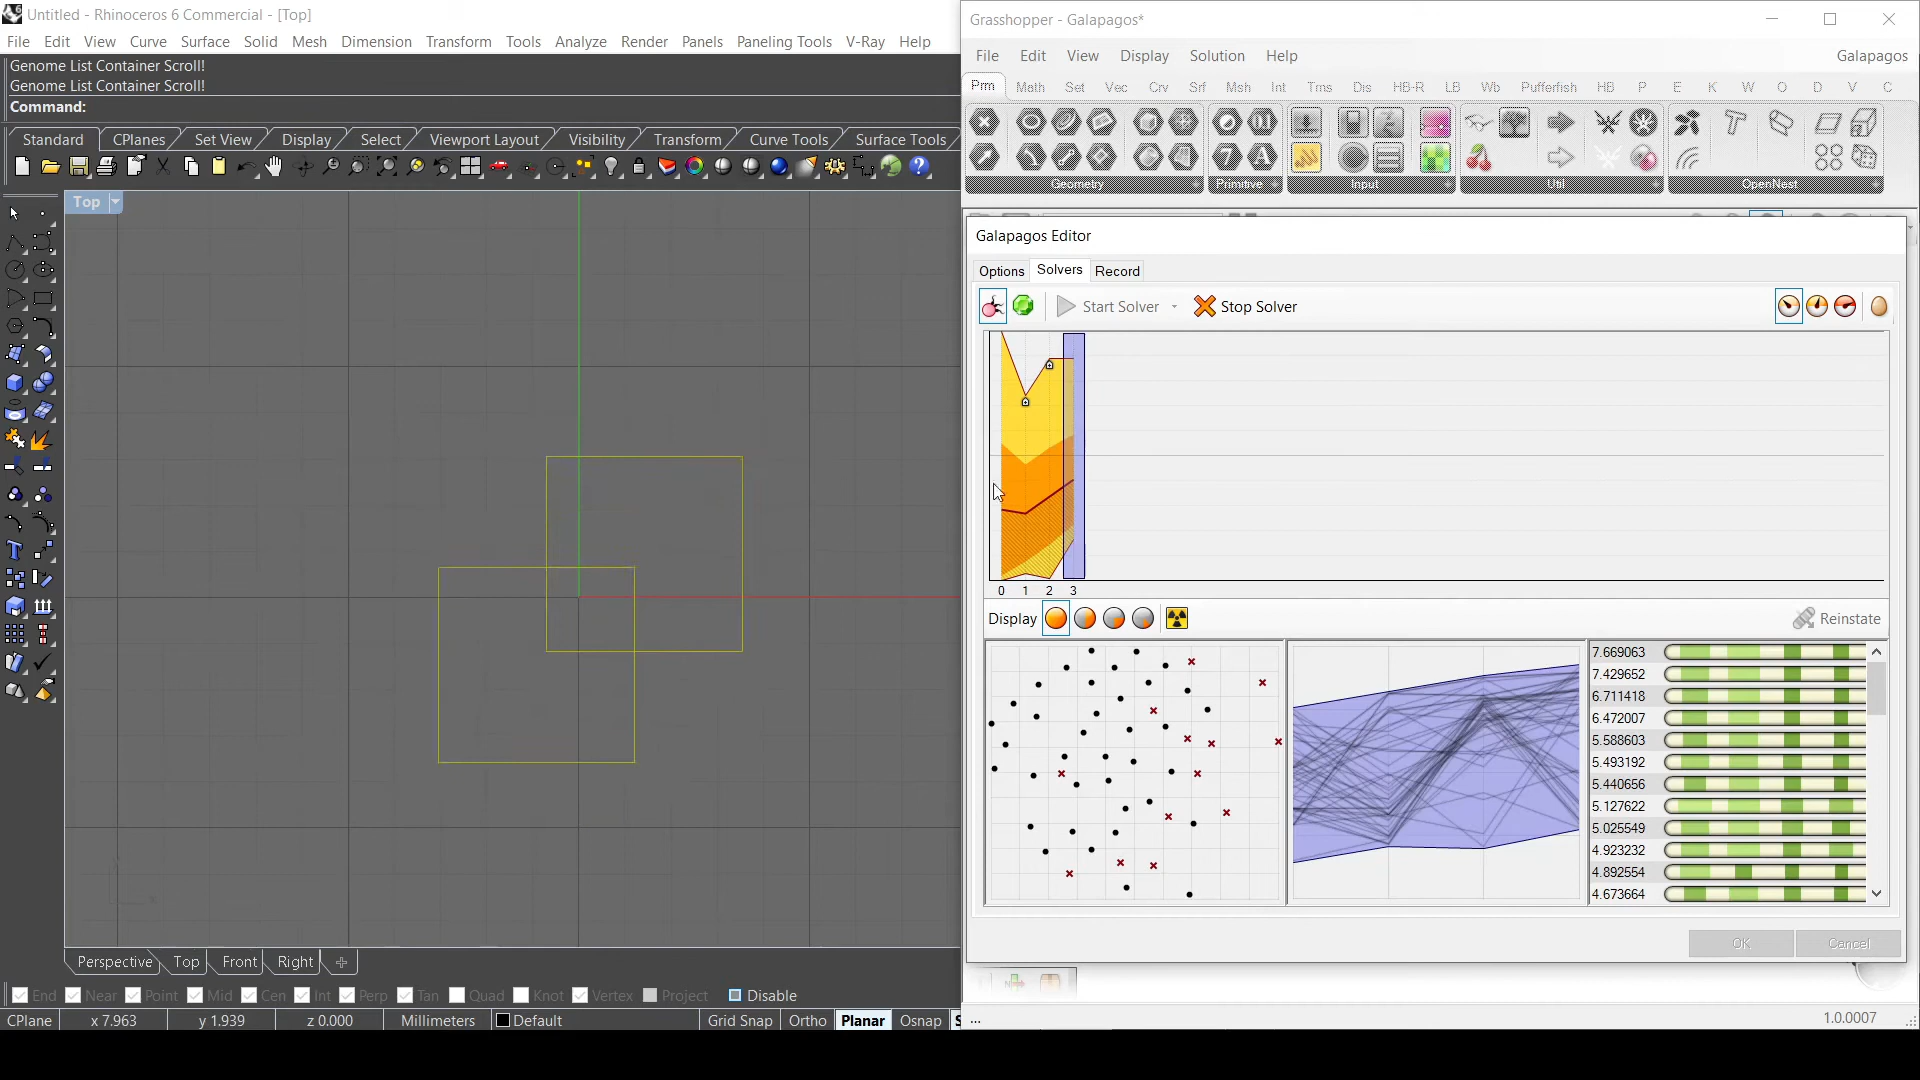 Untitled - Rhinoceros 6 Commercial - [Top]
File Edit View Curve Surface Solid Mesh Dimension Transform Tools Analyze Render Panels Paneling Tools V-Ray Help
Genome List Container Scroll!
Genome List Container Scroll!
Command:
Standard CPlanes Set View Display Select Viewport Layout Visibility Transform Curve Tools Surface Tools
Top
Perspective Top Front Right
End Near Point Mid Cen Int Perp Tan Quad Knot Vertex Project Disable
CPlane x 7.963 y 1.939 z 0.000 Millimeters Default Grid Snap Ortho Planar Osnap S
Grasshopper - Galapagos*
File Edit View Display Solution Help Galapagos
Prm Math Set Vec Crv Srf Msh Int Trns Dis HB-R LB Wb Pufferfish HB P E K W O D V C
Geometry Primitive Input Util OpenNest
Galapagos Editor
Options Solvers Record
Start Solver Stop Solver
0 1 2 3
Display Reinstate
7.669063
7.429652
6.711418
6.472007
5.588603
5.493192
5.440656
5.127622
5.025549
4.923232
4.892554
4.673664
OK Cancel
... 1.0.0007